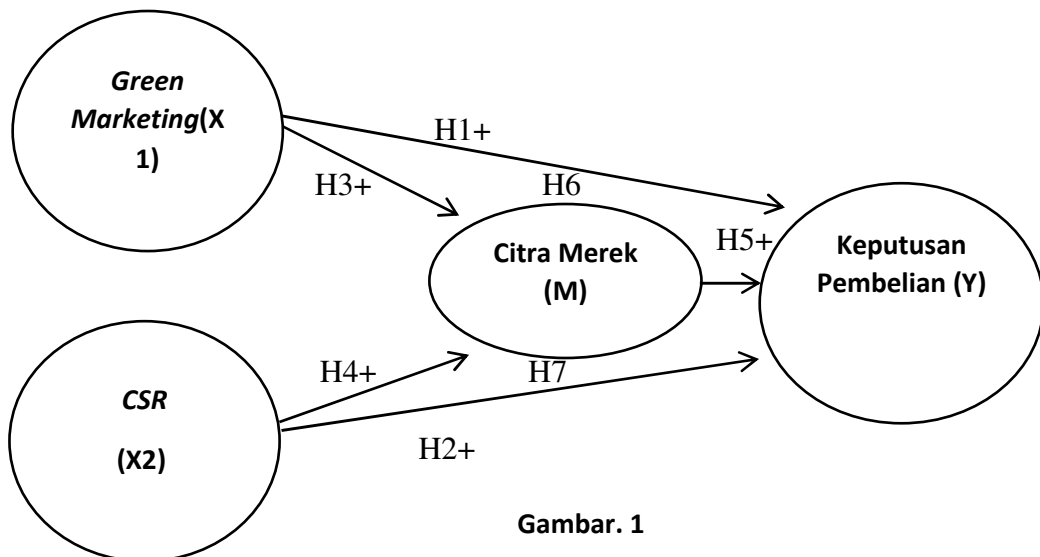 Green
Marketing(X
1)
H1+
H3+
H6
Citra Merek
(M)
H5+
Keputusan
Pembelian (Y)
CSR
(X2)
H4+
H7
H2+
Gambar. 1